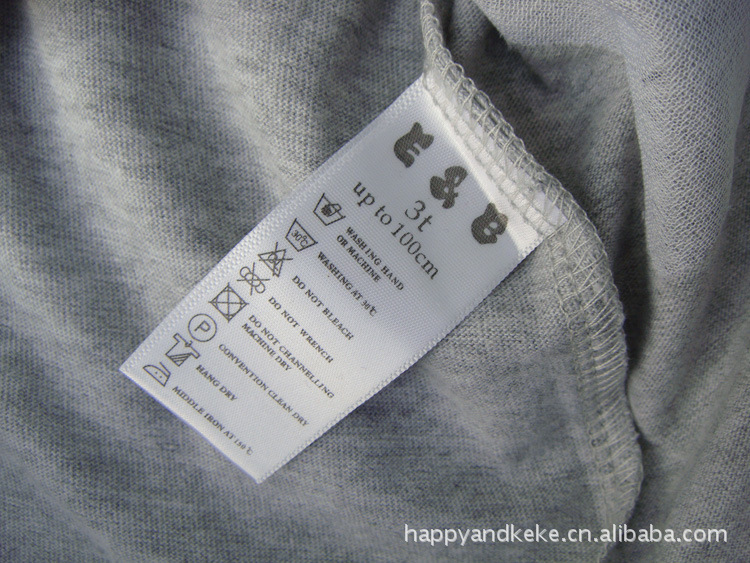 E & B
3t
up to 100cm
WASHING HAND
OR MACHINE
30℃
WASHING AT 30℃
DO NOT BLEACH
DO NOT WRENCH
DO NOT CHANNELLING
MACHINE DRY
P
CONVENTION CLEAN DRY
HANG DRY
MIDDLE IRON AT 150℃
happyandkeke.cn.alibaba.com